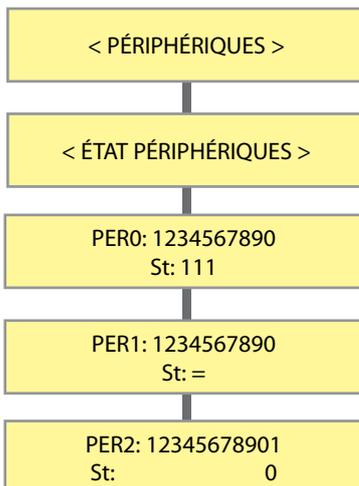 < PÉRIPHÉRIQUES >
< ÉTAT PÉRIPHÉRIQUES >
PER0: 1234567890
St: 111
PER1: 1234567890
St: =
PER2: 12345678901
St: 0